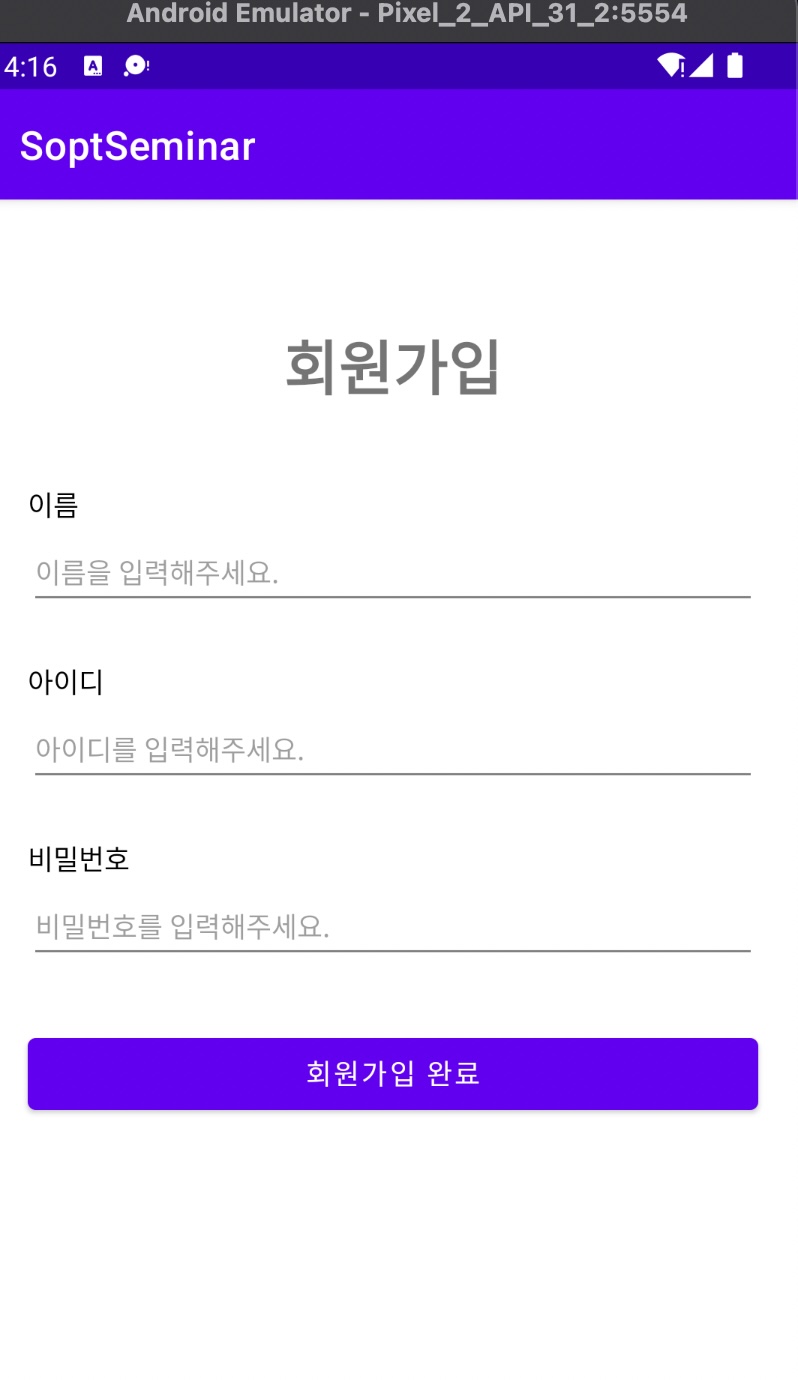 Android Emulator - Pixel_2_API_31_2:5554
4:16
SoptSeminar
회원가입
이름
이름을 입력해주세요.
아이디
아이디를 입력해주세요.
비밀번호
비밀번호를 입력해주세요.
회원가입 완료